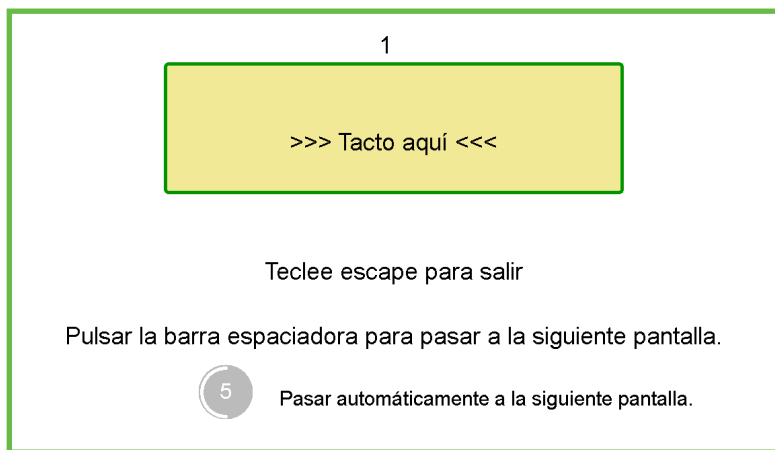 1
>>> Tacto aquí <<<
Teclee escape para salir
Pulsar la barra espaciadora para pasar a la siguiente pantalla.
5 Pasar automáticamente a la siguiente pantalla.